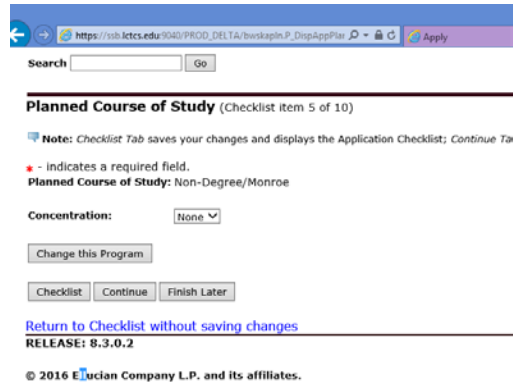 https://ssb.lctcs.edu:9040/PROD_DELTA/bwskapln.P_DispAppPlan Apply
Search Go
Planned Course of Study (Checklist item 5 of 10)
Note: Checklist Tab saves your changes and displays the Application Checklist; Continue
* - indicates a required field.
Planned Course of Study: Non-Degree/Monroe
Concentration: None
Change this Program
Checklist Continue Finish Later
Return to Checklist without saving changes
RELEASE: 8.3.0.2
© 2016 Ellucian Company L.P. and its affiliates.